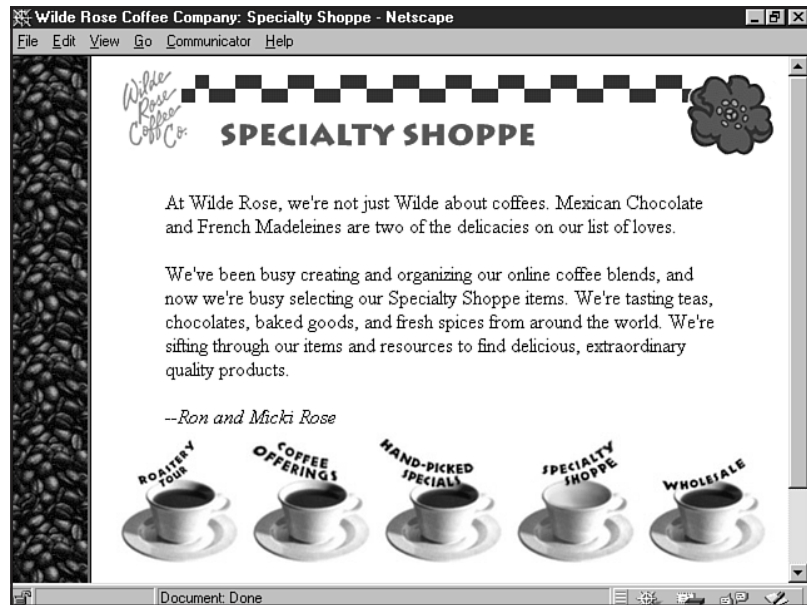 Wilde Rose Coffee Company: Specialty Shoppe - Netscape
File Edit View Go Communicator Help
Wilde
Rose
Coffee
Co.
SPECIALTY SHOPPE
At Wilde Rose, we're not just Wilde about coffees. Mexican Chocolate
and French Madeleines are two of the delicacies on our list of loves.
We've been busy creating and organizing our online coffee blends, and
now we're busy selecting our Specialty Shoppe items. We're tasting teas,
chocolates, baked goods, and fresh spices from around the world. We're
sifting through our items and resources to find delicious, extraordinary
quality products.
--Ron and Micki Rose
ROASTERY
TOUR
COFFEE
OFFERINGS
HAND-PICKED
SPECIALS
SPECIALTY
SHOPPE
WHOLESALE
Document: Done